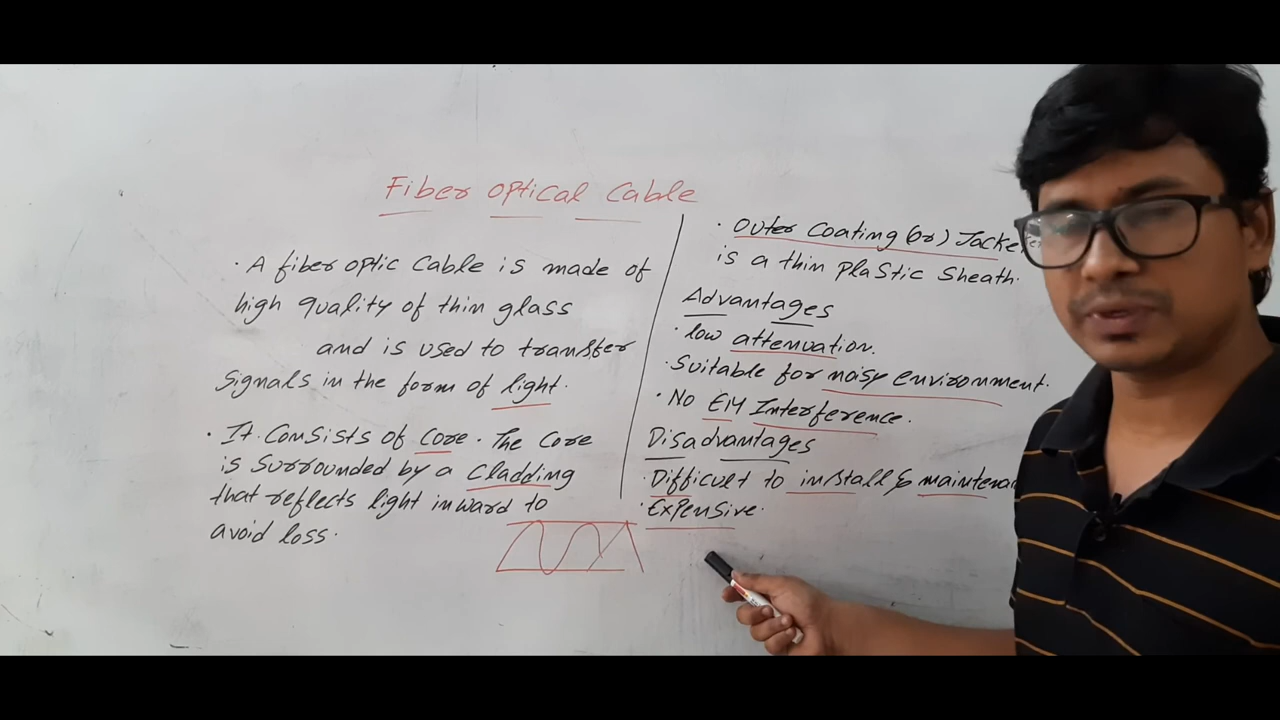 Fiber Optical Cable
· A fiber optic Cable is made of
high quality of thin glass
and is used to transfer
signals in the form of light.
· It consists of core. The core
is surrounded by a cladding
that reflects light inward to
avoid loss.
· Outer Coating (or) Jacke
is a thin plastic sheath.
Advantages
· low attenuation.
· Suitable for noisy environment.
· No EM Interference.
Disadvantages
· Difficult to install & maintenan
· Expensive.